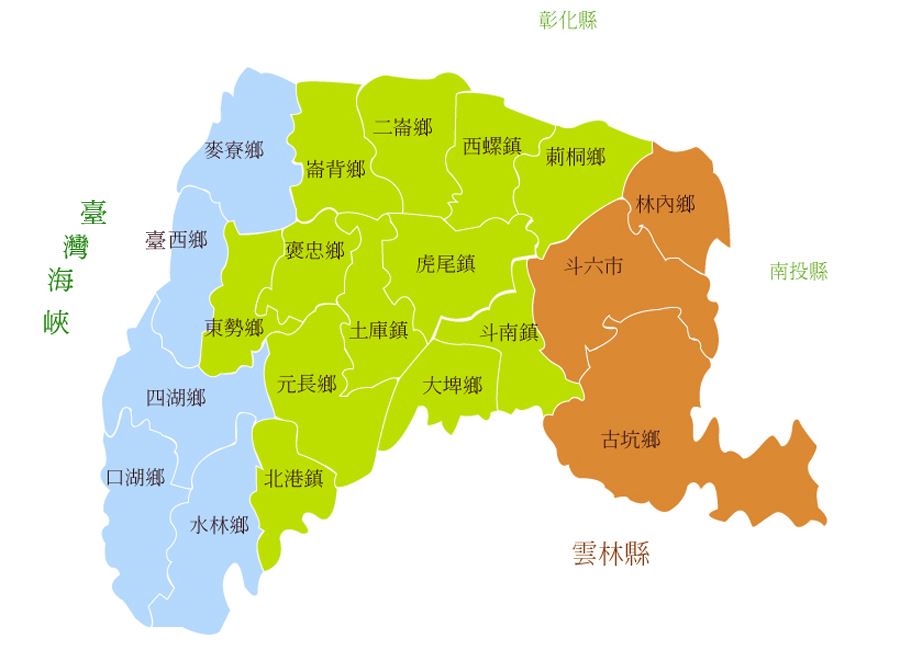 彰化縣
二崙鄉
西螺鎮
莿桐鄉
麥寮鄉
崙背鄉
林內鄉
臺灣海峽
臺西鄉
褒忠鄉
虎尾鎮
斗六市
南投縣
東勢鄉
土庫鎮
斗南鎮
元長鄉
大埤鄉
四湖鄉
古坑鄉
口湖鄉
北港鎮
水林鄉
雲林縣